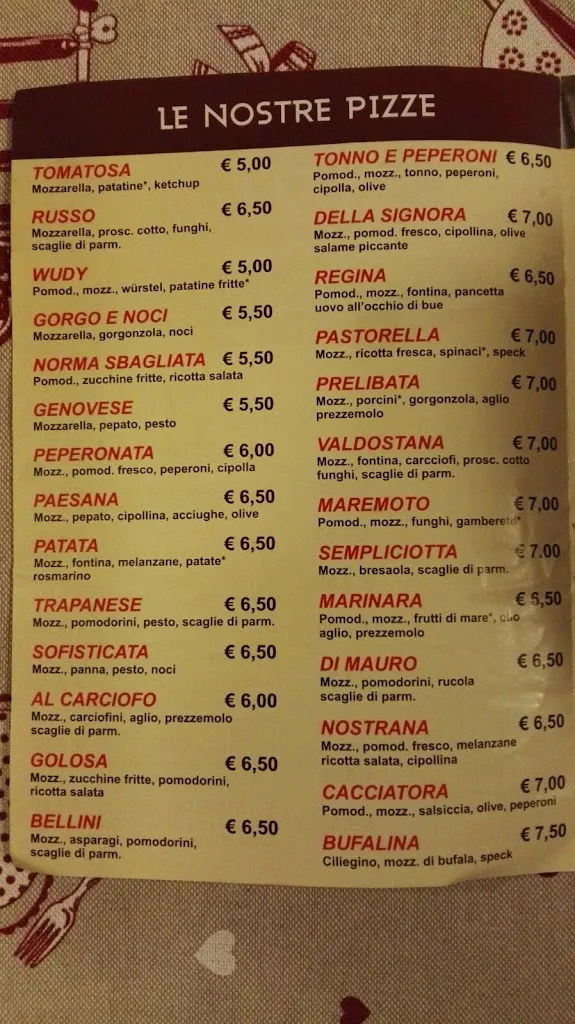 LE NOSTRE PIZZE
TOMATOSA € 5,00
Mozzarella, patatine*, ketchup
RUSSO € 6,50
Mozzarella, prosc. cotto, funghi,
scaglie di parm.
WUDY € 5,00
Pomod., mozz., würstel, patatine fritte*
GORGO E NOCI € 5,50
Mozzarella, gorgonzola, noci
NORMA SBAGLIATA € 5,50
Pomod., zucchine fritte, ricotta salata
GENOVESE € 5,50
Mozzarella, pepato, pesto
PEPERONATA € 6,00
Mozz., pomod. fresco, peperoni, cipolla
PAESANA € 6,50
Mozz., pepato, cipollina, acciughe, olive
PATATA € 6,50
Mozz., fontina, melanzane, patate*
rosmarino
TRAPANESE € 6,50
Mozz., pomodorini, pesto, scaglie di parm.
SOFISTICATA € 6,50
Mozz., panna, pesto, noci
AL CARCIOFO € 6,00
Mozz., carciofini, aglio, prezzemolo
scaglie di parm.
GOLOSA € 6,50
Mozz., zucchine fritte, pomodorini,
ricotta salata
BELLINI € 6,50
Mozz., asparagi, pomodorini,
scaglie di parm.
TONNO E PEPERONI € 6,50
Pomod., mozz., tonno, peperoni,
cipolla, olive
DELLA SIGNORA € 7,00
Mozz., pomod. fresco, cipollina, olive
salame piccante
REGINA € 6,50
Pomod., mozz., fontina, pancetta
uovo all'occhio di bue
PASTORELLA € 7,00
Mozz., ricotta fresca, spinaci*, speck
PRELIBATA € 7,00
Mozz., porcini*, gorgonzola, aglio
prezzemolo
VALDOSTANA € 7,00
Mozz., fontina, carcciofi, prosc. cotto
funghi, scaglie di parm.
MAREMOTO € 7,00
Pomod., mozz., funghi, gamberetti*
SEMPLICIOTTA € 7.00
Mozz., bresaola, scaglie di parm.
MARINARA € 6,50
Pomod., mozz., frutti di mare*, olio
aglio, prezzemolo
DI MAURO € 6,50
Mozz., pomodorini, rucola
scaglie di parm.
NOSTRANA € 6,50
Mozz., pomod. fresco, melanzane
ricotta salata, cipollina
CACCIATORA € 7,00
Pomod., mozz., salsiccia, olive, peperoni
BUFALINA € 7,50
Ciliegino, mozz. di bufala, speck